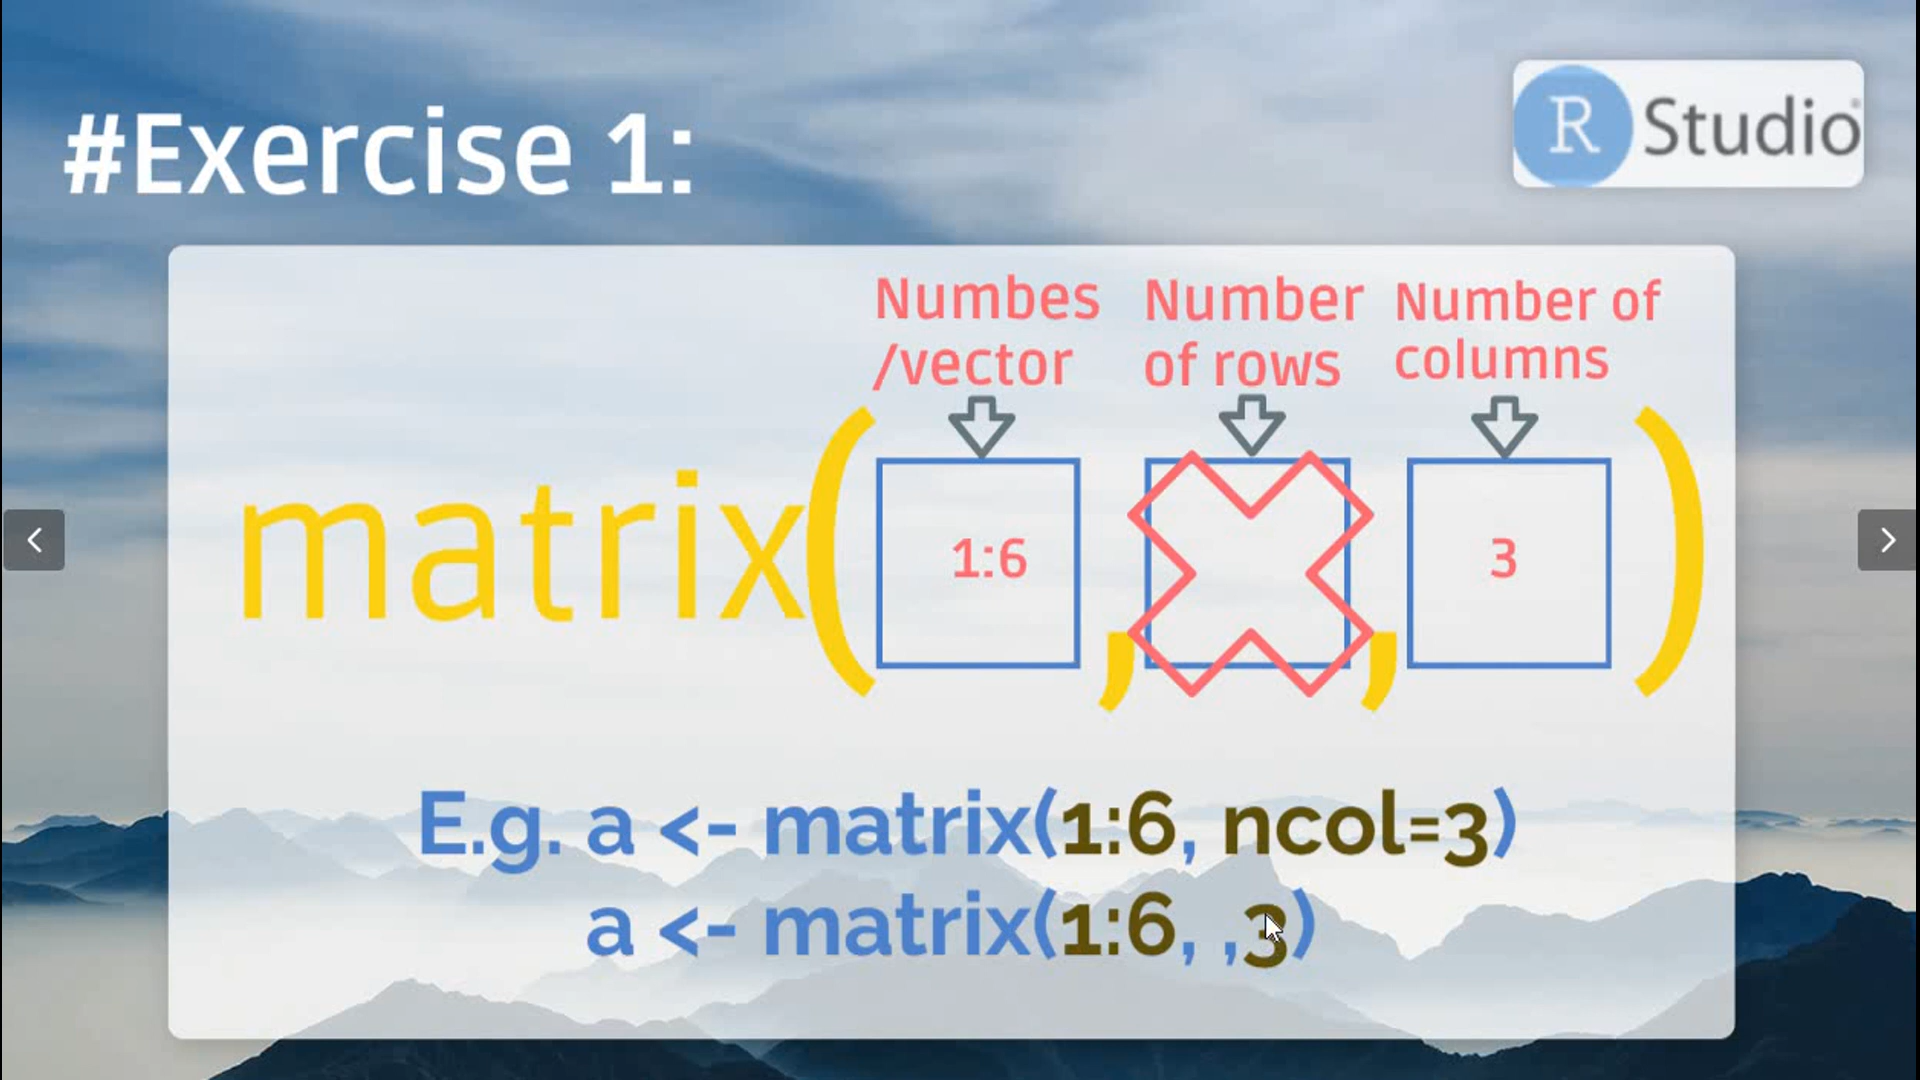 #Exercise 1:
R Studio
Numbes
/vector
Number
of rows
Number of
columns
matrix( 1:6 , , 3 )
E.g. a <- matrix(1:6, ncol=3)
a <- matrix(1:6, ,3)